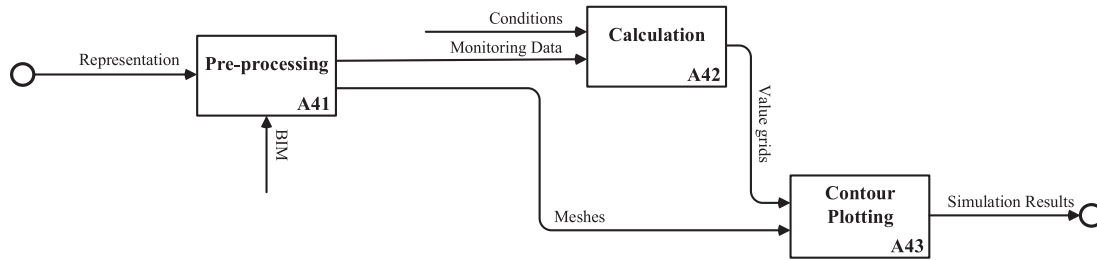 Conditions
Calculation
Representation
Monitoring Data
Pre-processing
A42
A41
Value grids
BIM
Contour
Plotting
Simulation Results
Meshes
A43